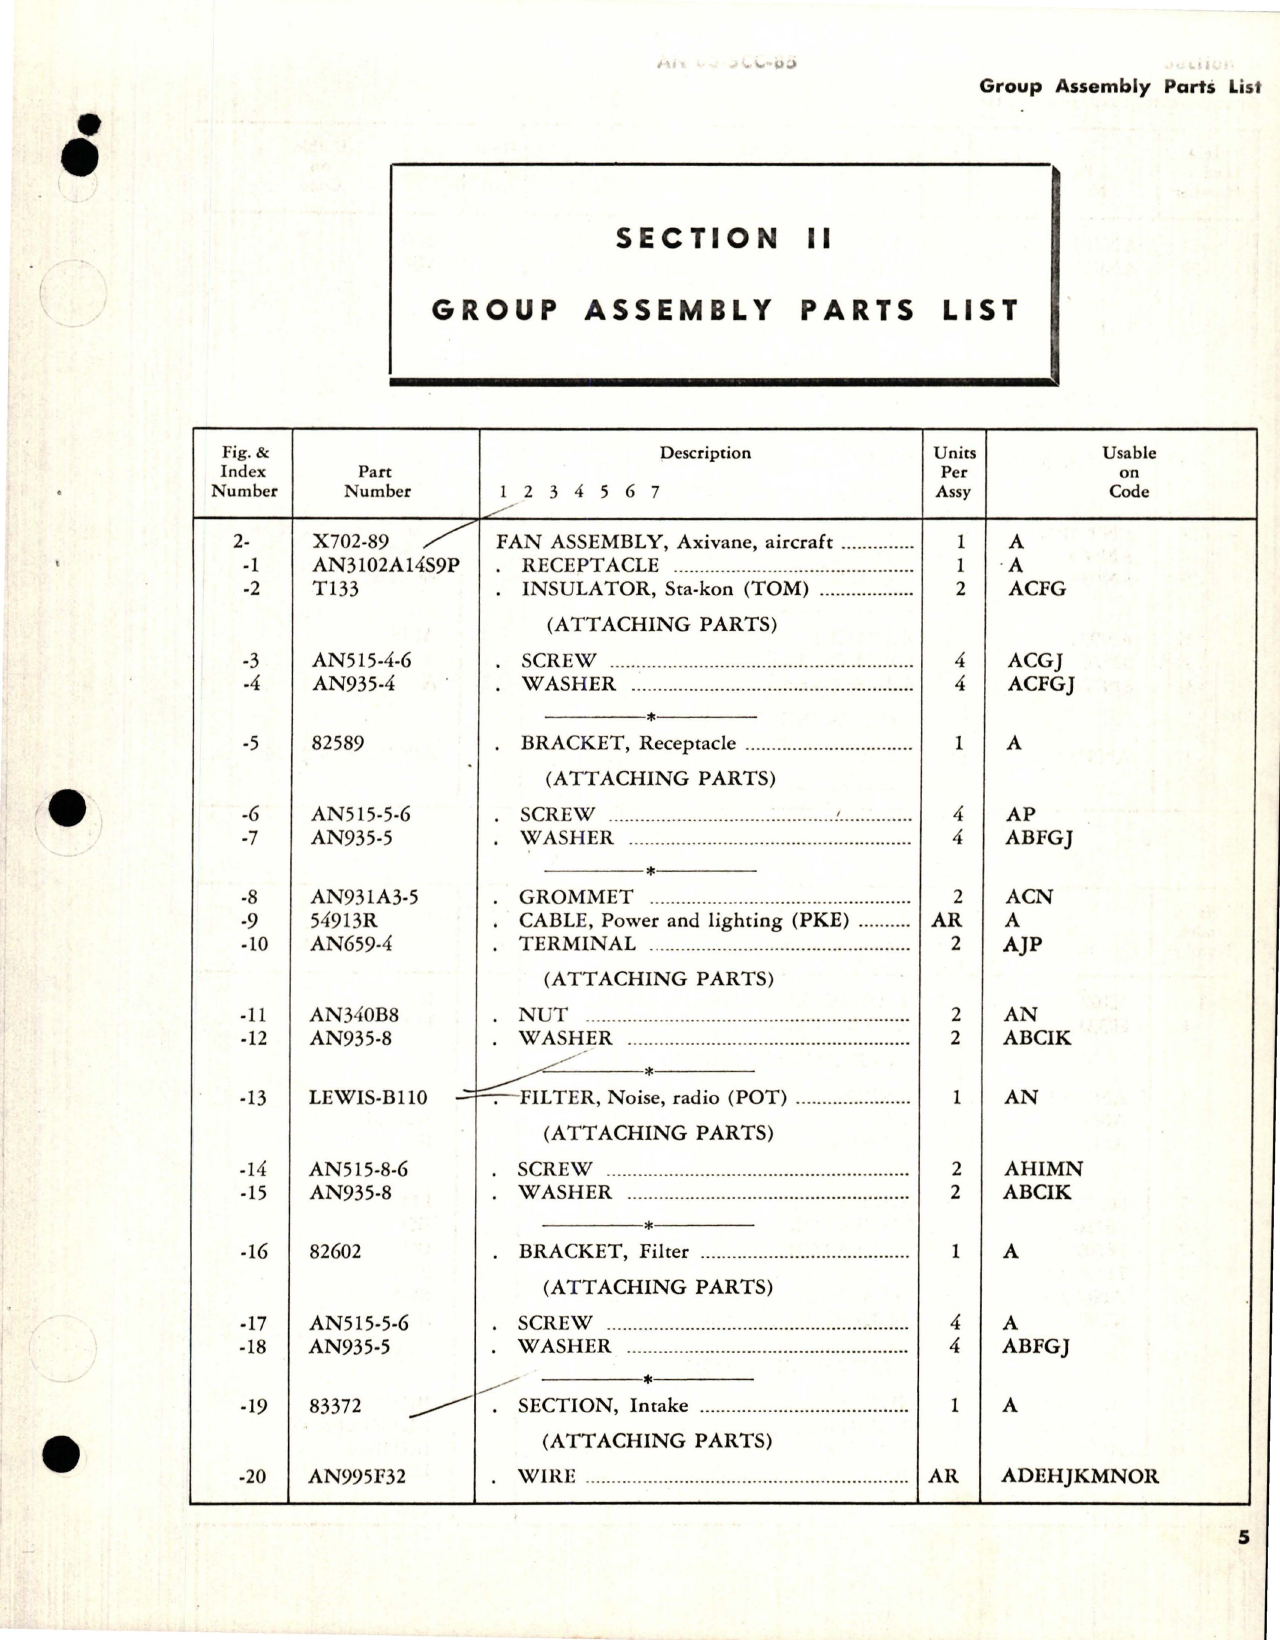 Group Assembly Parts List
SECTION II
GROUP ASSEMBLY PARTS LIST
Fig. & Index Number | Part Number | Description 1 2 3 4 5 6 7 | Units Per Assy | Usable on Code
2- X702-89 FAN ASSEMBLY, Axivane, aircraft 1 A
-1 AN3102A14S9P . RECEPTACLE 1 A
-2 T133 . INSULATOR, Sta-kon (TOM) 2 ACFG
(ATTACHING PARTS)
-3 AN515-4-6 . SCREW 4 ACGJ
-4 AN935-4 . WASHER 4 ACFGJ
*
-5 82589 . BRACKET, Receptacle 1 A
(ATTACHING PARTS)
-6 AN515-5-6 . SCREW 4 AP
-7 AN935-5 . WASHER 4 ABFGJ
*
-8 AN931A3-5 . GROMMET 2 ACN
-9 54913R . CABLE, Power and lighting (PKE) AR A
-10 AN659-4 . TERMINAL 2 AJP
(ATTACHING PARTS)
-11 AN340B8 . NUT 2 AN
-12 AN935-8 . WASHER 2 ABCIK
*
-13 LEWIS-B110 . FILTER, Noise, radio (POT) 1 AN
(ATTACHING PARTS)
-14 AN515-8-6 . SCREW 2 AHIMN
-15 AN935-8 . WASHER 2 ABCIK
*
-16 82602 . BRACKET, Filter 1 A
(ATTACHING PARTS)
-17 AN515-5-6 . SCREW 4 A
-18 AN935-5 . WASHER 4 ABFGJ
*
-19 83372 . SECTION, Intake 1 A
(ATTACHING PARTS)
-20 AN995F32 . WIRE AR ADEHJKMNOR
5